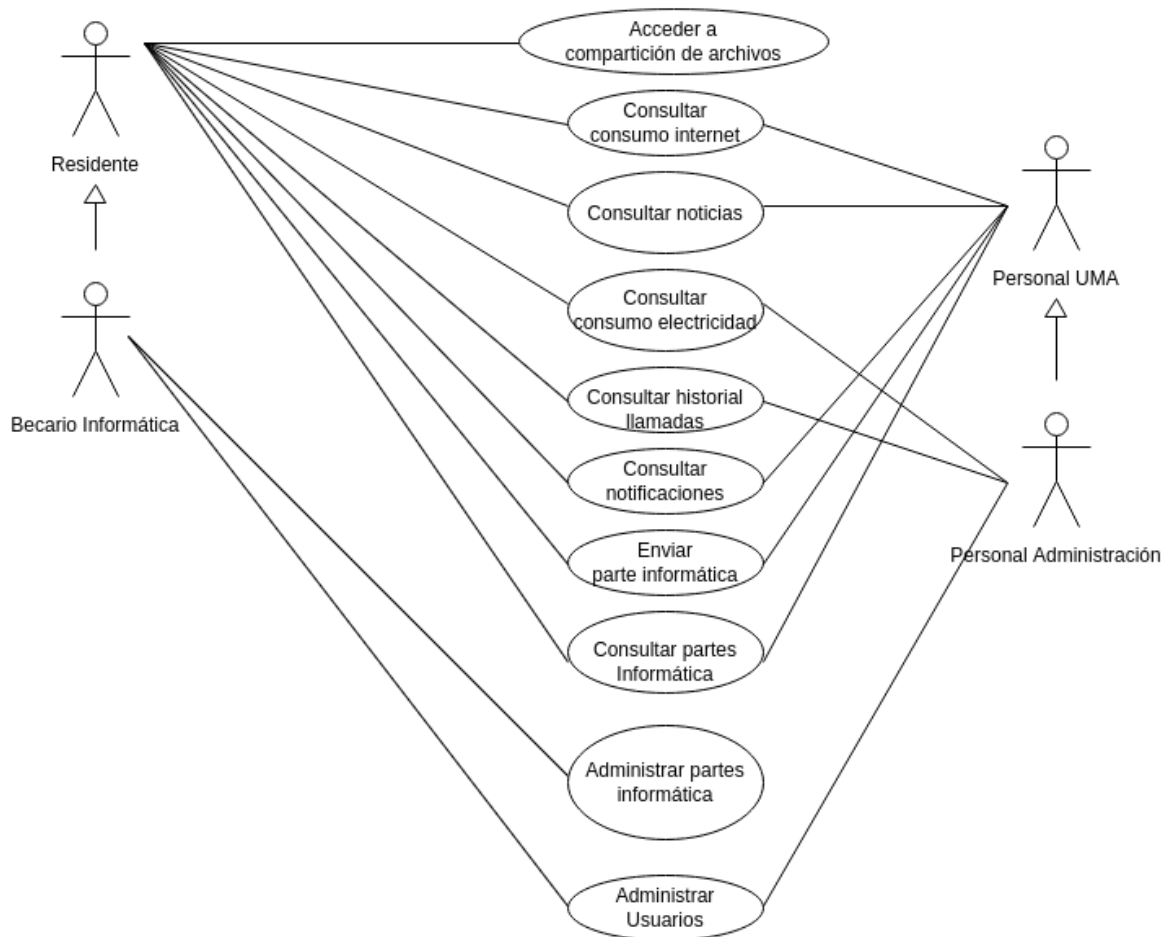 Acceder a
compartición de archivos
Consultar
consumo internet
Residente
Consultar noticias
Personal UMA
Consultar
consumo electricidad
Becario Informática
Consultar historial
llamadas
Consultar
notificaciones
Personal Administración
Enviar
parte informática
Consultar partes
Informática
Administrar partes
informática
Administrar
Usuarios